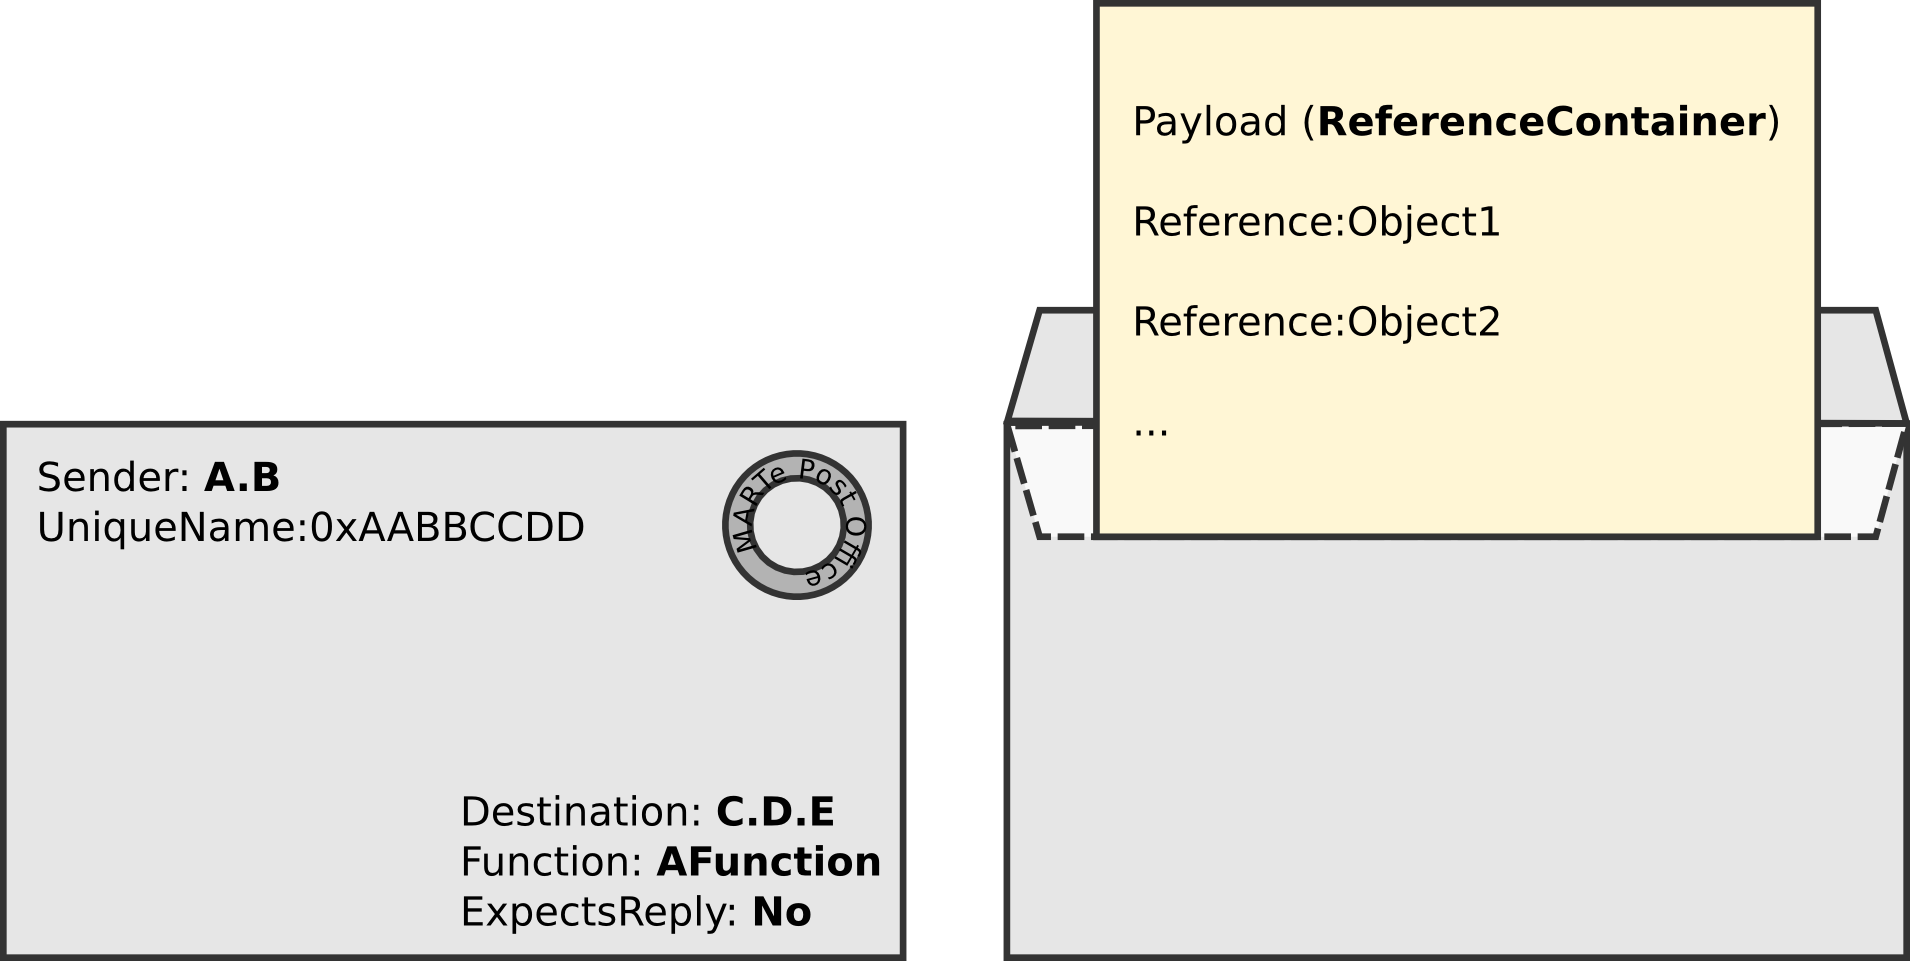 Sender: A.B
UniqueName:0xAABBCCDD
MARTe Post Office
Destination: C.D.E
Function: AFunction
ExpectsReply: No
Payload (ReferenceContainer)
Reference:Object1
Reference:Object2
...